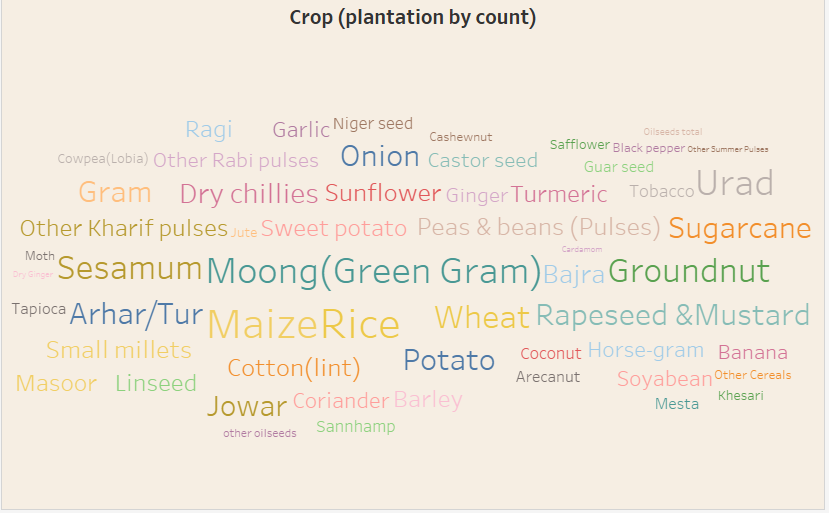 Crop (plantation by count)
Ragi Garlic Niger seed Cashewnut Safflower Black pepper Oilseeds total Other Summer Pulses
Cowpea(Lobia) Other Rabi pulses Onion Castor seed Guar seed
Gram Dry chillies Sunflower Ginger Turmeric Tobacco Urad
Other Kharif pulses Jute Sweet potato Peas & beans (Pulses) Sugarcane
Cardamom
Moth Sesamum Moong(Green Gram) Bajra Groundnut
Dry Ginger
Tapioca Arhar/Tur Maize Rice Wheat Rapeseed &Mustard
Small millets Cotton(lint) Potato Coconut Horse-gram Banana
Masoor Linseed Arecanut Soyabean Other Cereals
Jowar Coriander Barley Mesta Khesari
other oilseeds Sannhamp